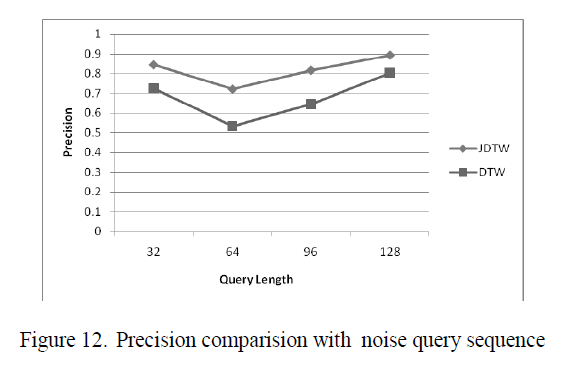 1
0.9
0.8
0.7
0.6
0.5
0.4
0.3
0.2
0.1
0
Precision
32 64 96 128
Query Length
JDTW
DTW
Figure 12. Precision comparision with noise query sequence